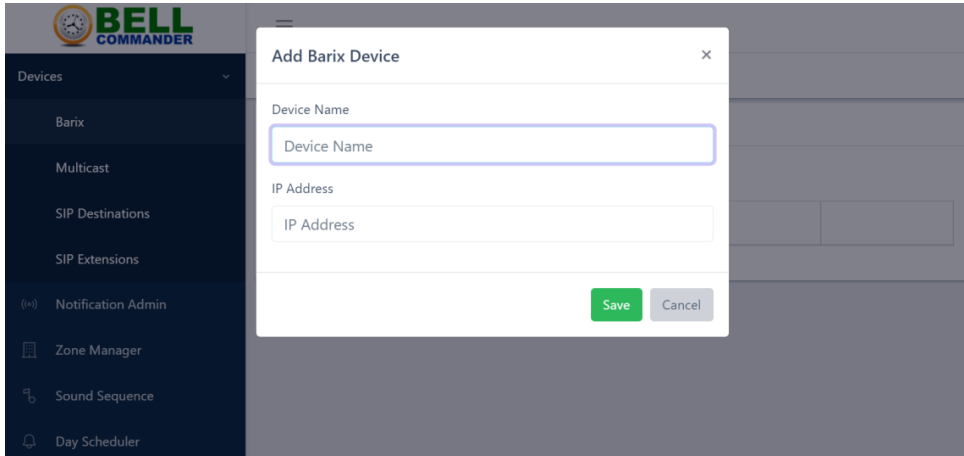 BELL
COMMANDER
Devices
Barix
Multicast
SIP Destinations
SIP Extensions
Notification Admin
Zone Manager
Sound Sequence
Day Scheduler
Add Barix Device
×
Device Name
Device Name
IP Address
IP Address
Save
Cancel